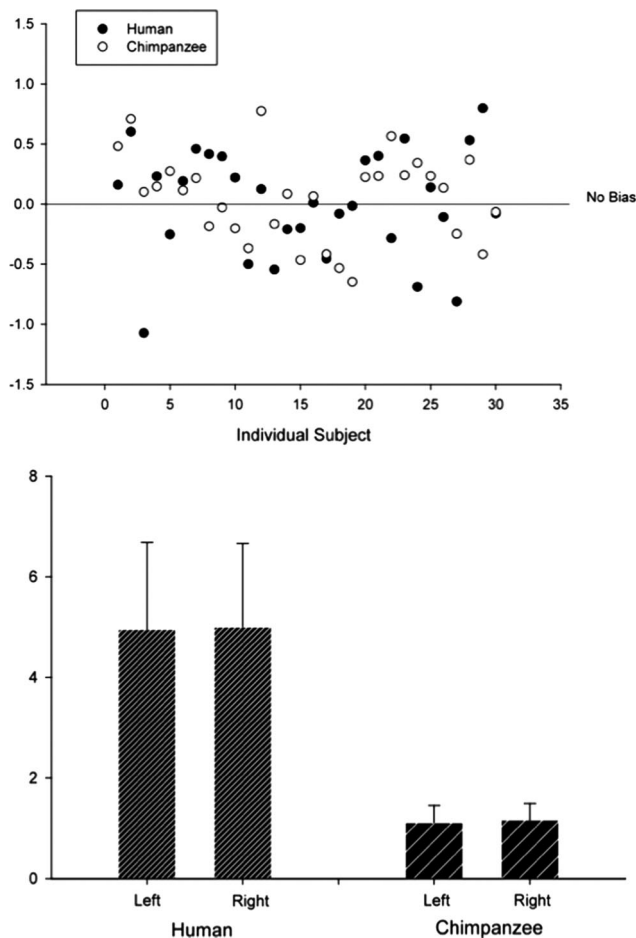 1.5
Human
Chimpanzee
1.0
0.5
0.0
No Bias
-0.5
-1.0
-1.5
0 5 10 15 20 25 30 35
Individual Subject
8
6
4
2
0
Left Right Left Right
Human Chimpanzee